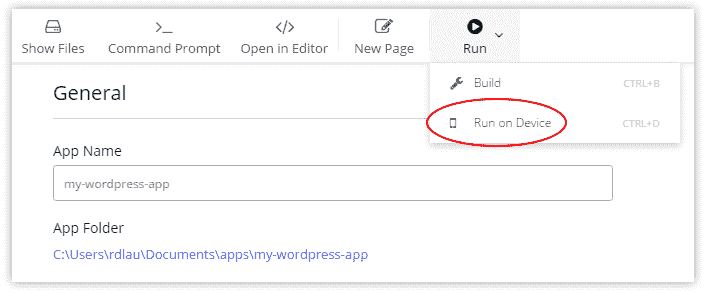 Show Files Command Prompt Open in Editor New Page Run
Build CTRL+B
Run on Device CTRL+D
General
App Name
my-wordpress-app
App Folder
C:\Users\rdlau\Documents\apps\my-wordpress-app